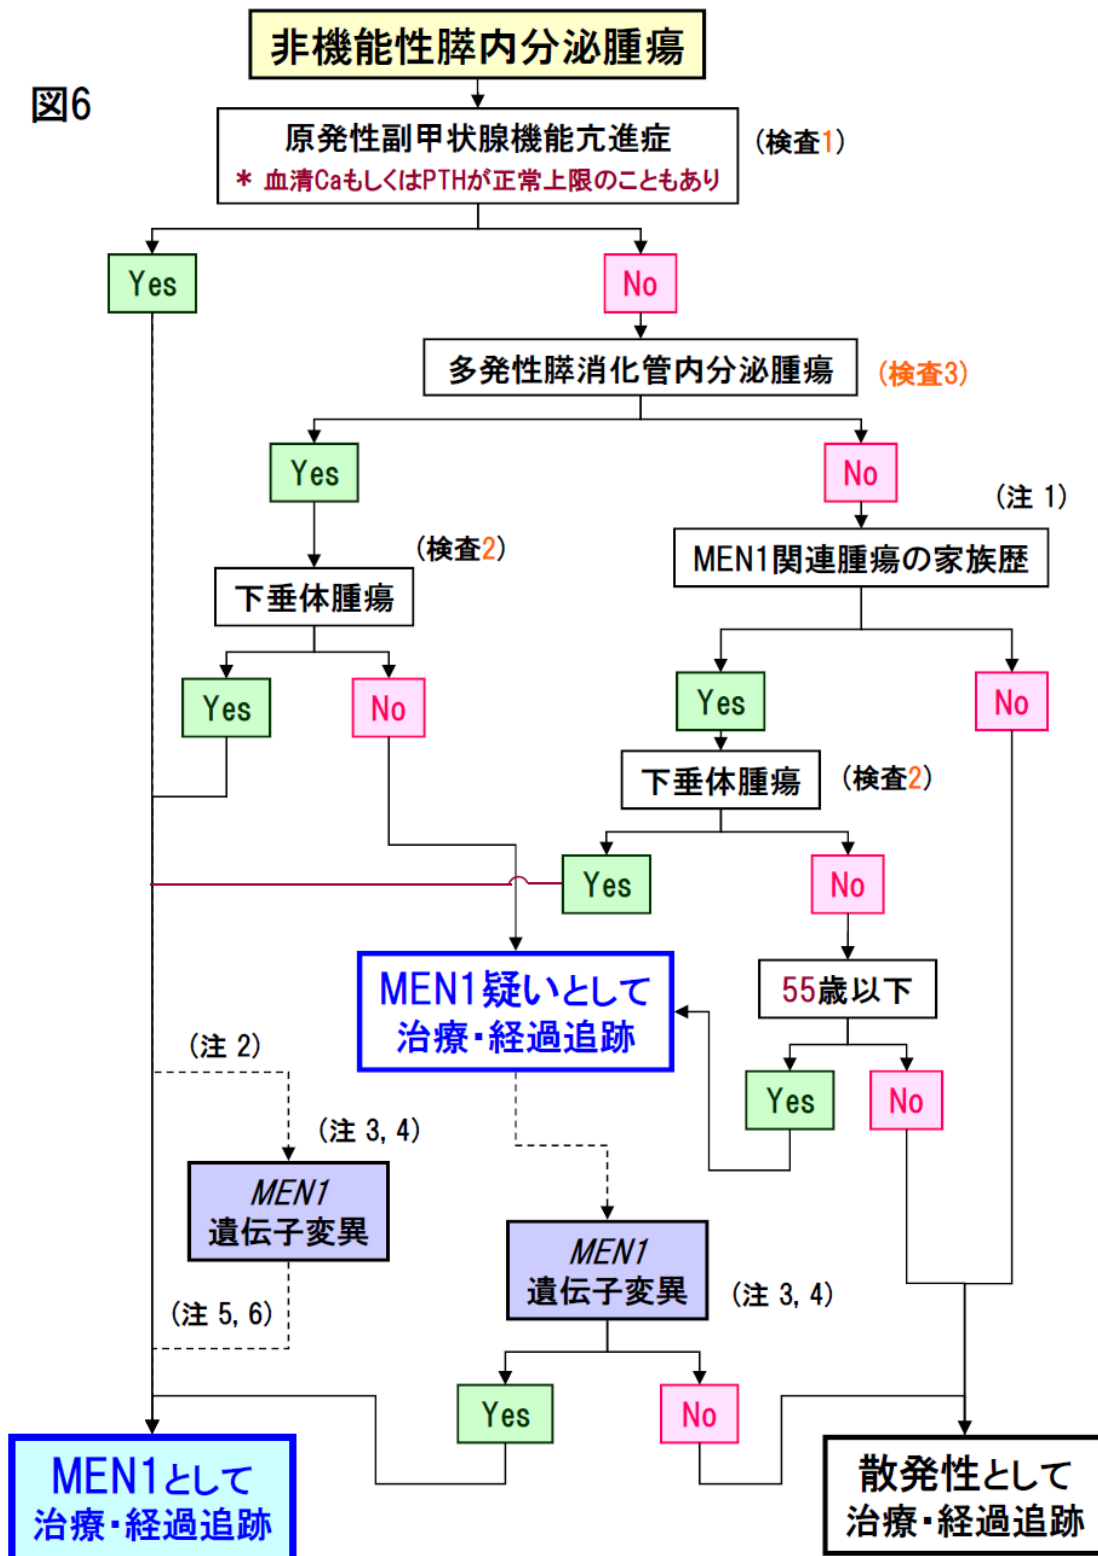 非機能性膵内分泌腫瘍
図6
原発性副甲状腺機能亢進症
(検査1)
* 血清CaもしくはPTHが正常上限のこともあり
Yes
No
多発性膵消化管内分泌腫瘍
(検査3)
Yes
No
(注 1)
(検査2)
MEN1関連腫瘍の家族歴
下垂体腫瘍
Yes
No
Yes
No
下垂体腫瘍
(検査2)
Yes
No
MEN1疑いとして
治療・経過追跡
55歳以下
(注 2)
Yes
No
(注 3, 4)
MEN1
遺伝子変異
MEN1
遺伝子変異
(注 3, 4)
(注 5, 6)
Yes
No
MEN1として
治療・経過追跡
散発性として
治療・経過追跡